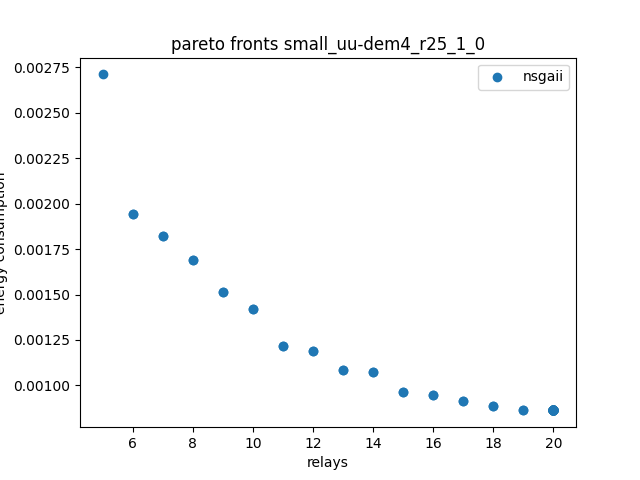 pareto fronts small_uu-dem4_r25_1_0
nsgaii
0.00275
0.00250
0.00225
0.00200
0.00175
0.00150
0.00125
0.00100
energy consumption
6 8 10 12 14 16 18 20
relays